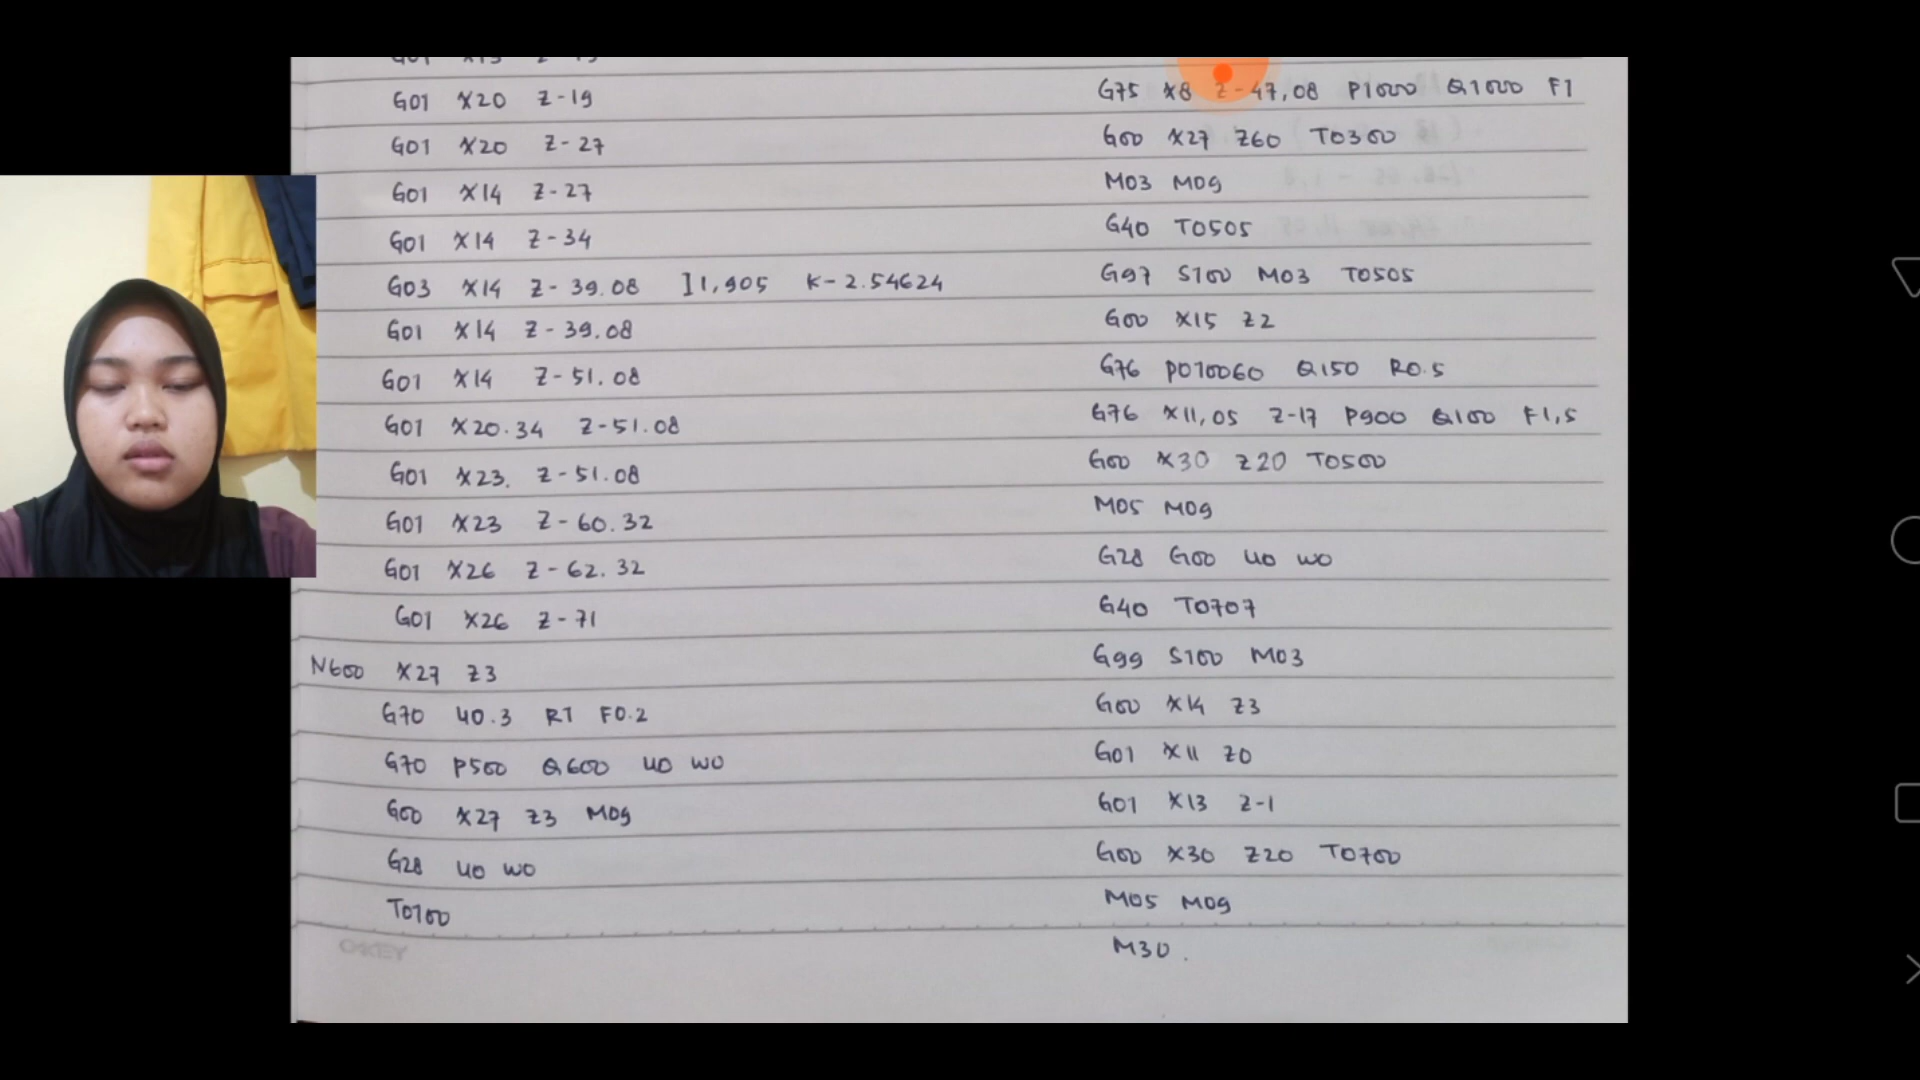 G01 X20 Z-19
G01 X20 Z-27
G01 X14 Z-27
G01 X14 Z-34
G03 X14 Z-39.08 I1,905 K-2.54624
G01 X14 Z-39.08
G01 X14 Z-51.08
G01 X20.34 Z-51.08
G01 X23. Z-51.08
G01 X23 Z-60.32
G01 X26 Z-62.32
G01 X26 Z-71
N600 X27 Z3
G70 U0.3 R1 F0.2
G70 P500 Q600 U0 W0
G00 X27 Z3 M09
G28 U0 W0
T0100
OKEY
G75 X8 Z-47,08 P1000 Q1000 F1
G00 X27 Z60 T0300
M03 M09
G40 T0505
G97 S100 M03 T0505
G00 X15 Z2
G76 P010060 Q150 R0.5
G76 X11,05 Z-17 P900 Q100 F1,5
G00 X30 Z20 T0500
M05 M09
G28 G00 U0 W0
G40 T0707
G99 S100 M03
G00 X14 Z3
G01 X11 Z0
G01 X13 Z-1
G00 X30 Z20 T0700
M05 M09
M30.